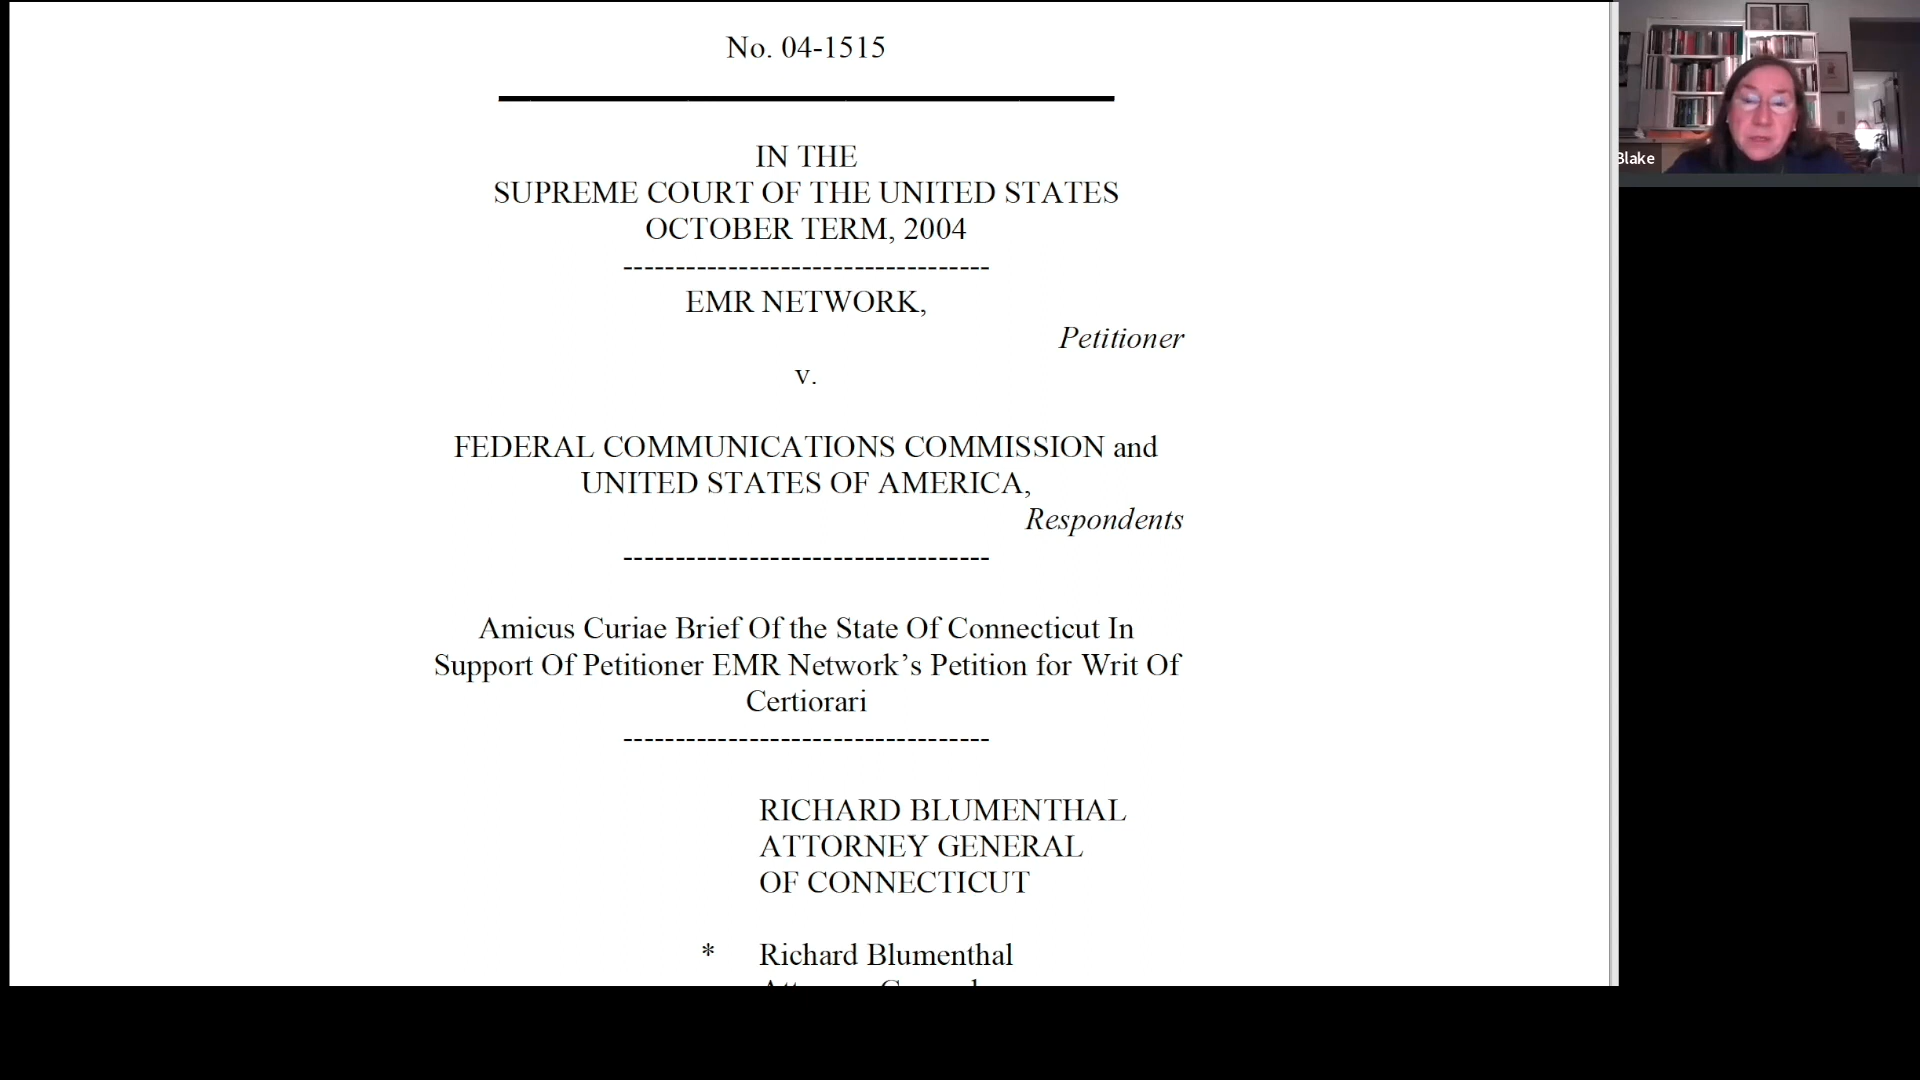 No. 04-1515
IN THE
SUPREME COURT OF THE UNITED STATES
OCTOBER TERM, 2004
-----------------------------------
EMR NETWORK,
Petitioner
v.
FEDERAL COMMUNICATIONS COMMISSION and
UNITED STATES OF AMERICA,
Respondents
-----------------------------------
Amicus Curiae Brief Of the State Of Connecticut In
Support Of Petitioner EMR Network’s Petition for Writ Of
Certiorari
-----------------------------------
RICHARD BLUMENTHAL
ATTORNEY GENERAL
OF CONNECTICUT
* Richard Blumenthal
Blake